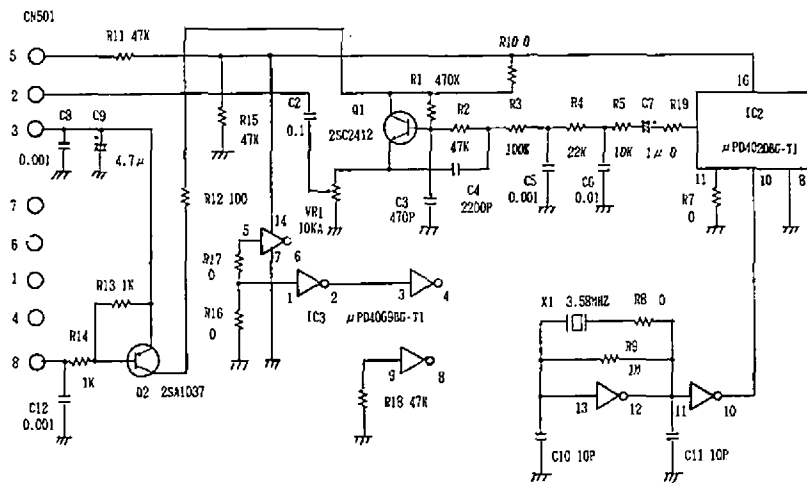 CN501
5
2
3
7
6
1
4
8
R11 47K
C8
0.001
C9
4.7μ
R15
47K
R12 100
R13 1K
R14
1K
C12
0.001
Q2 2SA1037
C2
0.1
VR1
10KA
Q1
2SC2412
R1 470K
R10 0
R2
47K
C3
470P
C4
2200P
R3
100K
C5
0.001
R4
22K
C6
0.01
R5
10K
C7
1μ
R19
0
16
IC2
μPD4020BG-T1
11
10
8
R7
0
R17
0
R16
0
5
14
7
6
1
2
3
4
IC3 μPD4069BG-T1
9
8
R18 47K
X1 3.58MHZ
R8 0
R9
1M
13
12
11
10
C10 10P
C11 10P